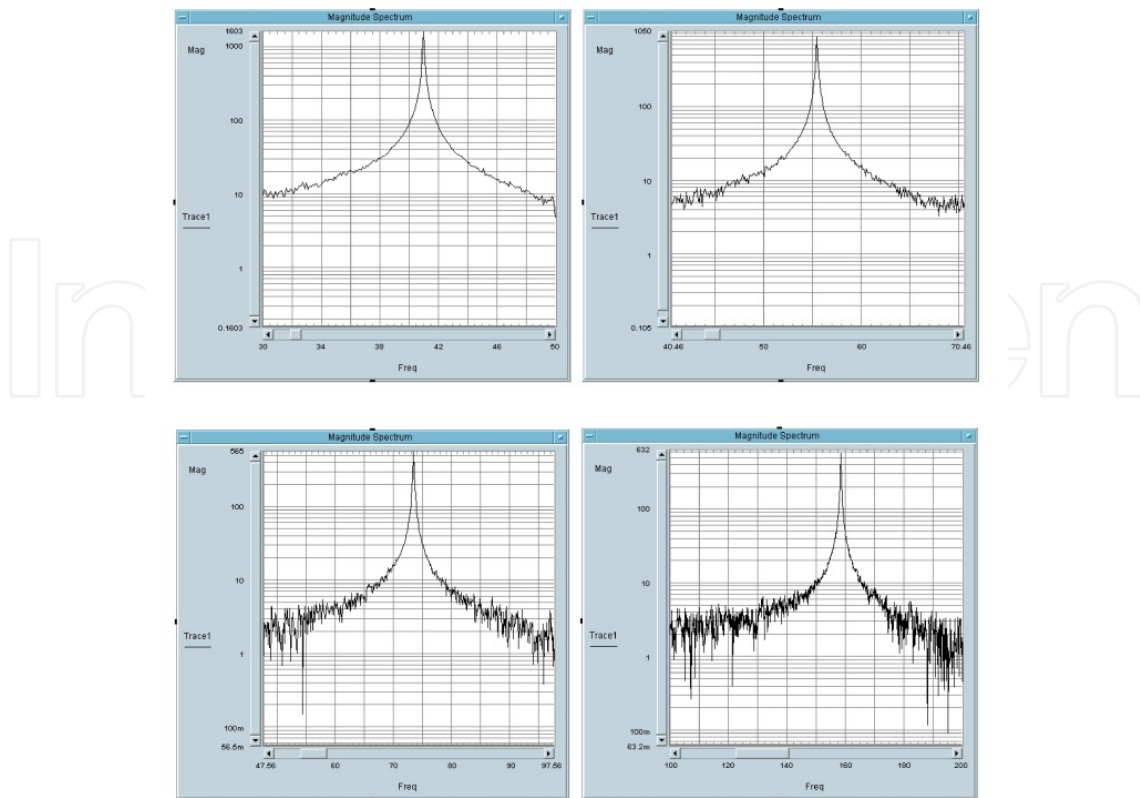 Magnitude Spectrum
1603
1000
Mag
100
10
Trace1
1
0.1603
30 34 38 42 46 50
Freq
Magnitude Spectrum
1050
Mag
100
10
Trace1
1
0.105
40.46 50 60 70.46
Freq
Magnitude Spectrum
565
Mag
100
10
Trace1
1
100m
56.5m
47.56 60 70 80 90 97.56
Freq
Magnitude Spectrum
632
Mag
100
10
Trace1
1
100m
63.2m
100 120 140 160 180 200
Freq